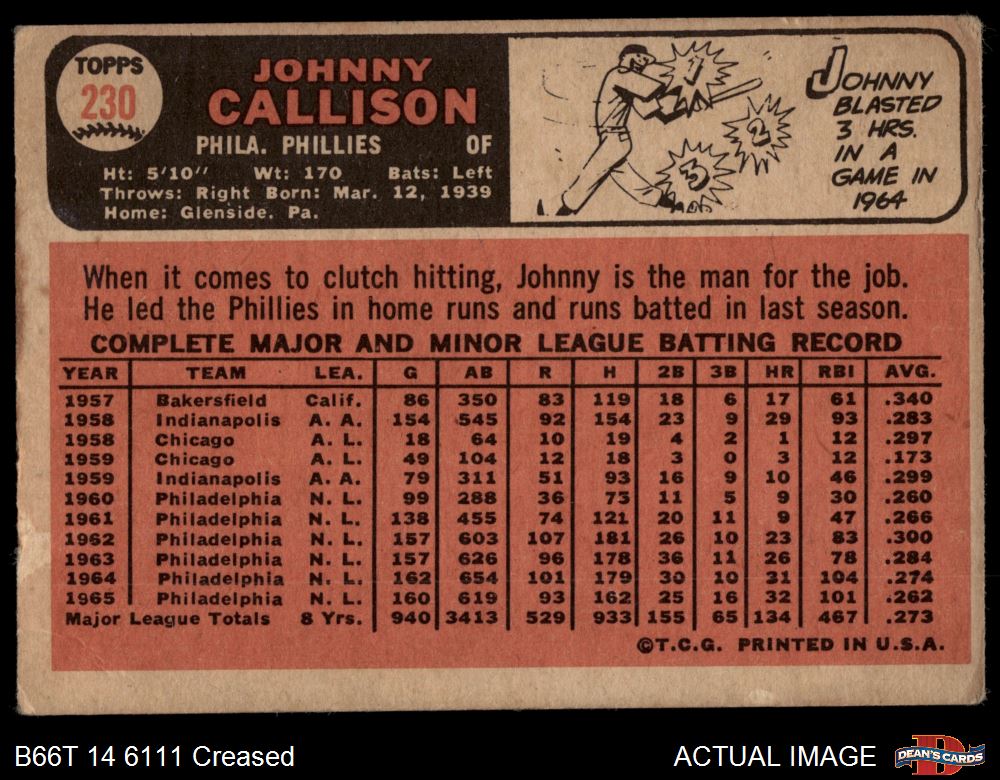 TOPPS
230
JOHNNY
CALLISON
PHILA. PHILLIES OF
Ht: 5'10" Wt: 170 Bats: Left
Throws: Right Born: Mar. 12, 1939
Home: Glenside, Pa.
1
2
3
JOHNNY
BLASTED
3 HRS.
IN A
GAME IN
1964
When it comes to clutch hitting, Johnny is the man for the job.
He led the Phillies in home runs and runs batted in last season.
COMPLETE MAJOR AND MINOR LEAGUE BATTING RECORD
YEAR TEAM LEA. G AB R H 2B 3B HR RBI AVG.
1957 Bakersfield Calif. 86 350 83 119 18 6 17 61 .340
1958 Indianapolis A. A. 154 545 92 154 23 9 29 93 .283
1958 Chicago A. L. 18 64 10 19 4 2 1 12 .297
1959 Chicago A. L. 49 104 12 18 3 0 3 12 .173
1959 Indianapolis A. A. 79 311 51 93 16 9 10 46 .299
1960 Philadelphia N. L. 99 288 36 75 11 5 9 30 .260
1961 Philadelphia N. L. 138 455 74 121 20 11 9 47 .266
1962 Philadelphia N. L. 157 603 107 181 26 10 23 83 .300
1963 Philadelphia N. L. 157 626 96 178 36 11 26 78 .284
1964 Philadelphia N. L. 162 654 101 179 30 10 31 104 .274
1965 Philadelphia N. L. 160 619 93 162 25 16 32 101 .262
Major League Totals 8 Yrs. 940 3413 529 933 155 65 134 467 .273
©T.C.G. PRINTED IN U.S.A.
B66T 14 6111 Creased
ACTUAL IMAGE
DEAN'S CARDS